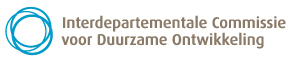 Interdepartementale Commissie
voor Duurzame Ontwikkeling